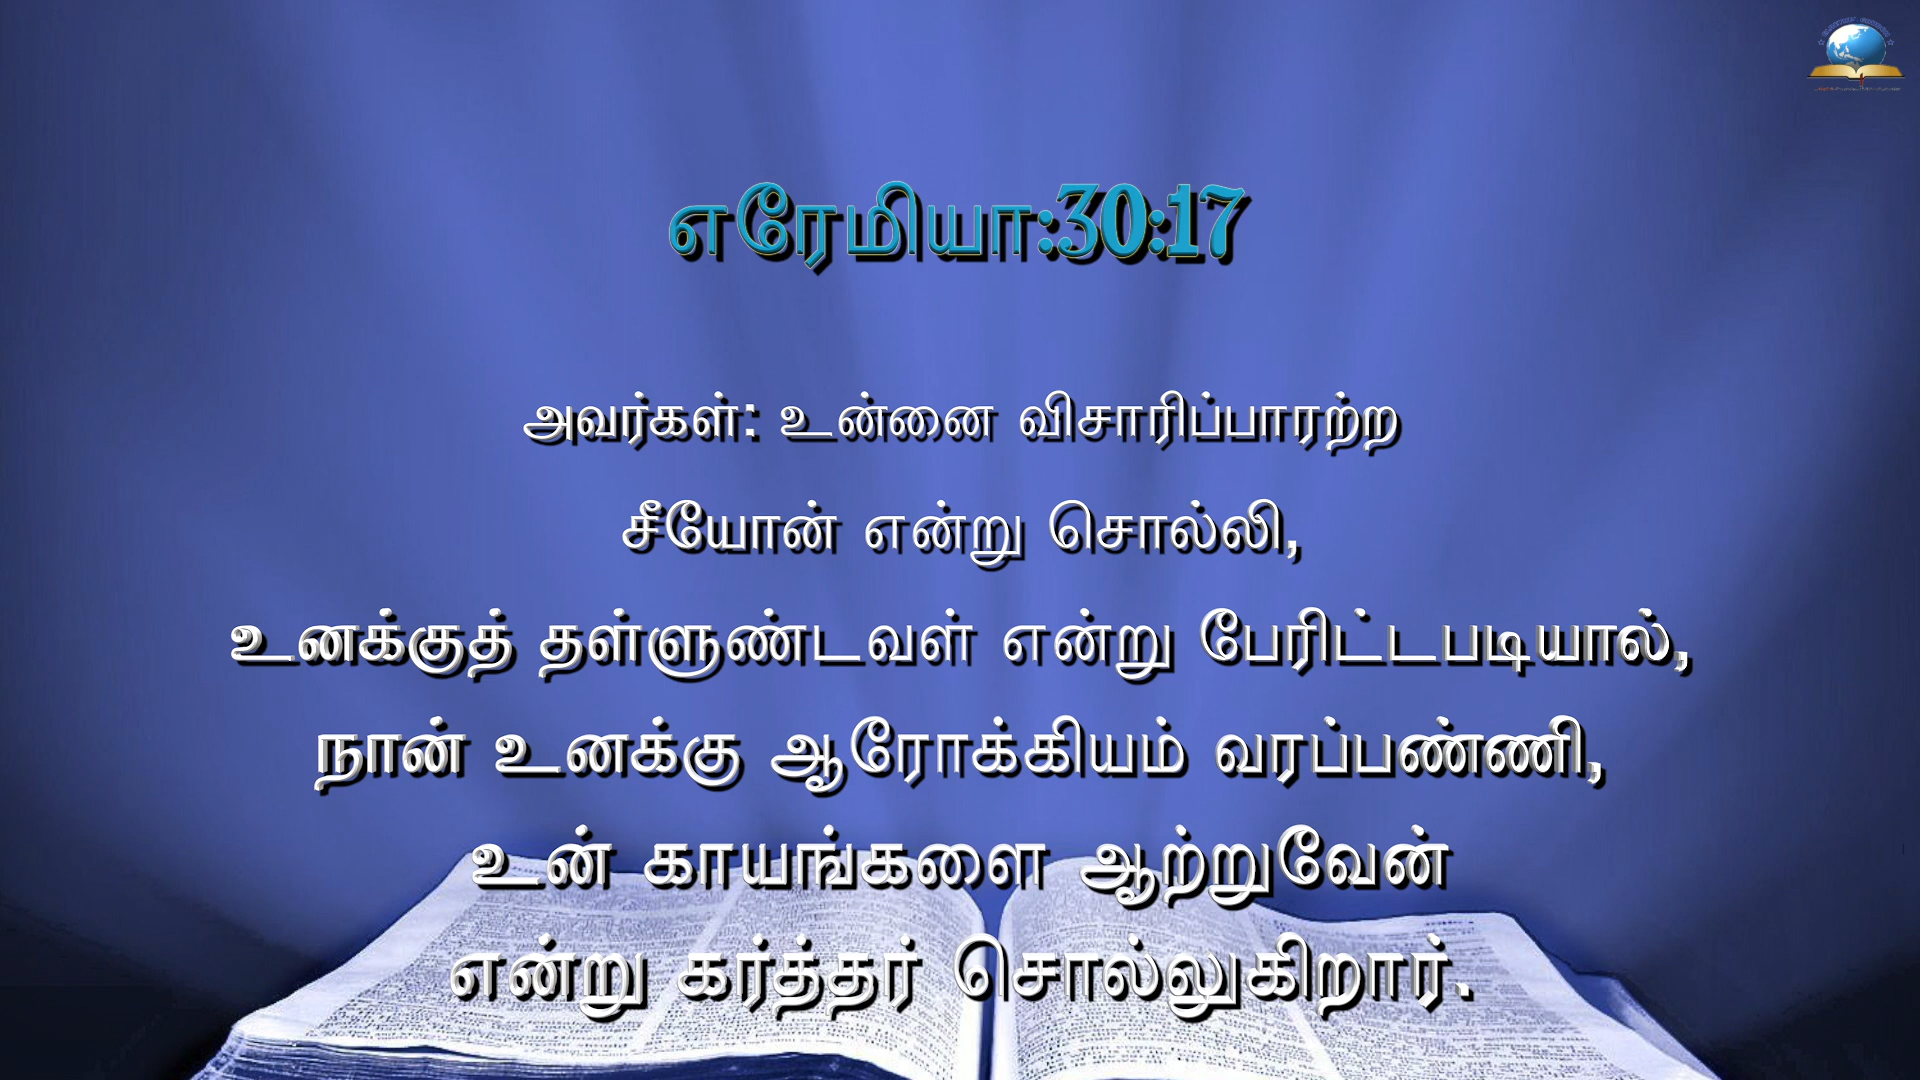 எரேமியா:30:17
அவர்கள்: உன்னை விசாரிப்பாரற்ற
சீயோன் என்று சொல்லி,
உனக்குத் தள்ளுண்டவள் என்று பேரிட்டபடியால்,
நான் உனக்கு ஆரோக்கியம் வரப்பண்ணி,
உன் காயங்களை ஆற்றுவேன்
என்று கர்த்தர் சொல்லுகிறார்.